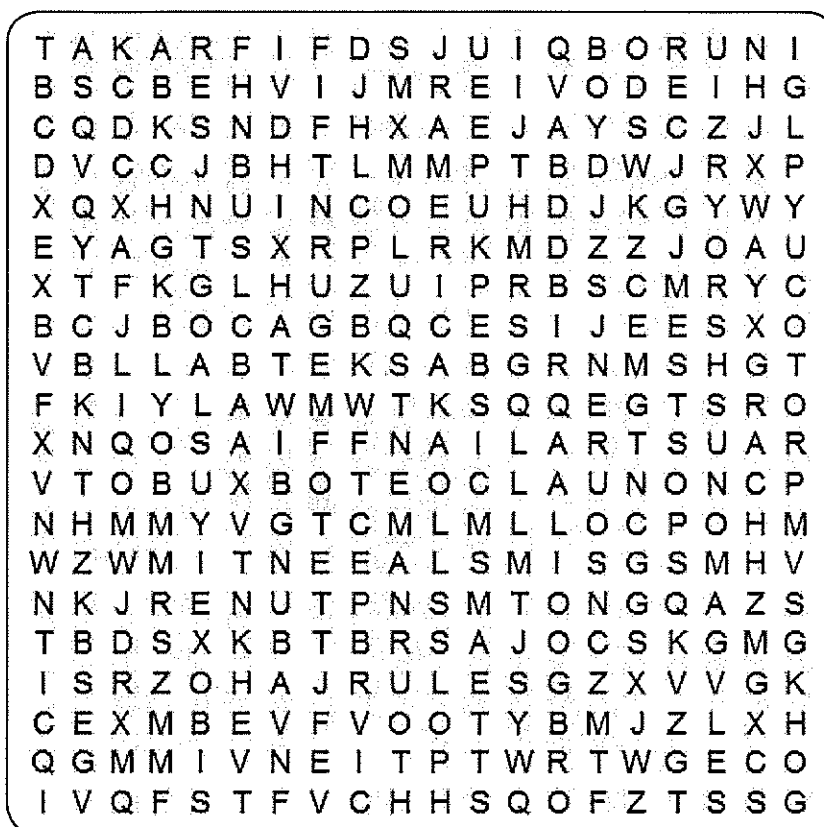 T A K A R F I F D S J U I Q B O R U N I
B S C B E H V I J M R E I V O D E I H G
C Q D K S N D F H X A E J A Y S C Z J L
D V C C J B H T L M M P T B D W J R X P
X Q X H N U I N C O E U H D J K G Y W Y
E Y A G T S X R P L R K M D Z Z J O A U
X T F K G L H U Z U I P R B S C M R Y C
B C J B O C A G B Q C E S I J E E S X O
V B L L A B T E K S A B G R N M S H G T
F K I Y L A W M W T K S Q Q E G T S R O
X N Q O S A I F F N A I L A R T S U A R
V T O B U X B O T E O C L A U N O N C P
N H M M Y V G T C M L M L L O C P O H M
W Z W M I T N E E A L S M I S G S M H V
N K J R E N U T P N S M T O N G Q A Z S
T B D S X K B T B R S A J O C S K G M G
I S R Z O H A J R U L E S G Z X V V G K
C E X M B E V F V O O T Y B M J Z L X H
Q G M M I V N E I T P T W R T W G E C O
I V Q F S T F V C H H S Q O F Z T S S G